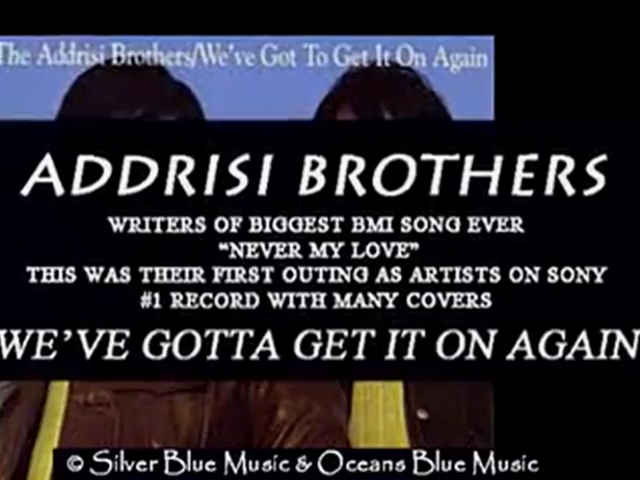 The Addrisi Brothers/We've Got To Get It On Again
ADDRISI BROTHERS
WRITERS OF BIGGEST BMI SONG EVER
"NEVER MY LOVE"
THIS WAS THEIR FIRST OUTING AS ARTISTS ON SONY
#1 RECORD WITH MANY COVERS
WE'VE GOTTA GET IT ON AGAIN
© Silver Blue Music & Oceans Blue Music